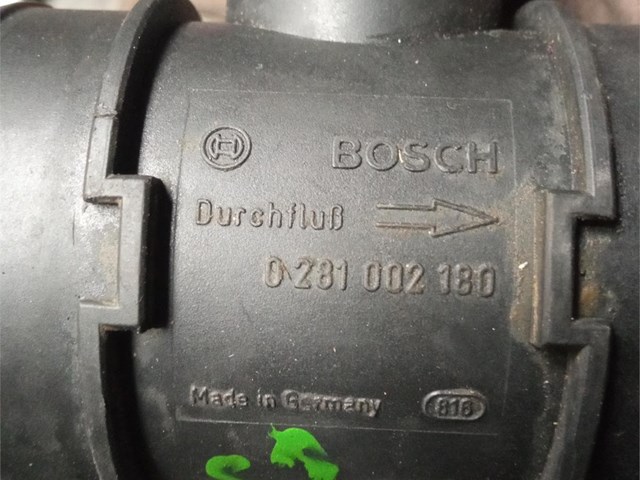 BOSCH
Durchfluß
0 281 002 180
Made in Germany 816